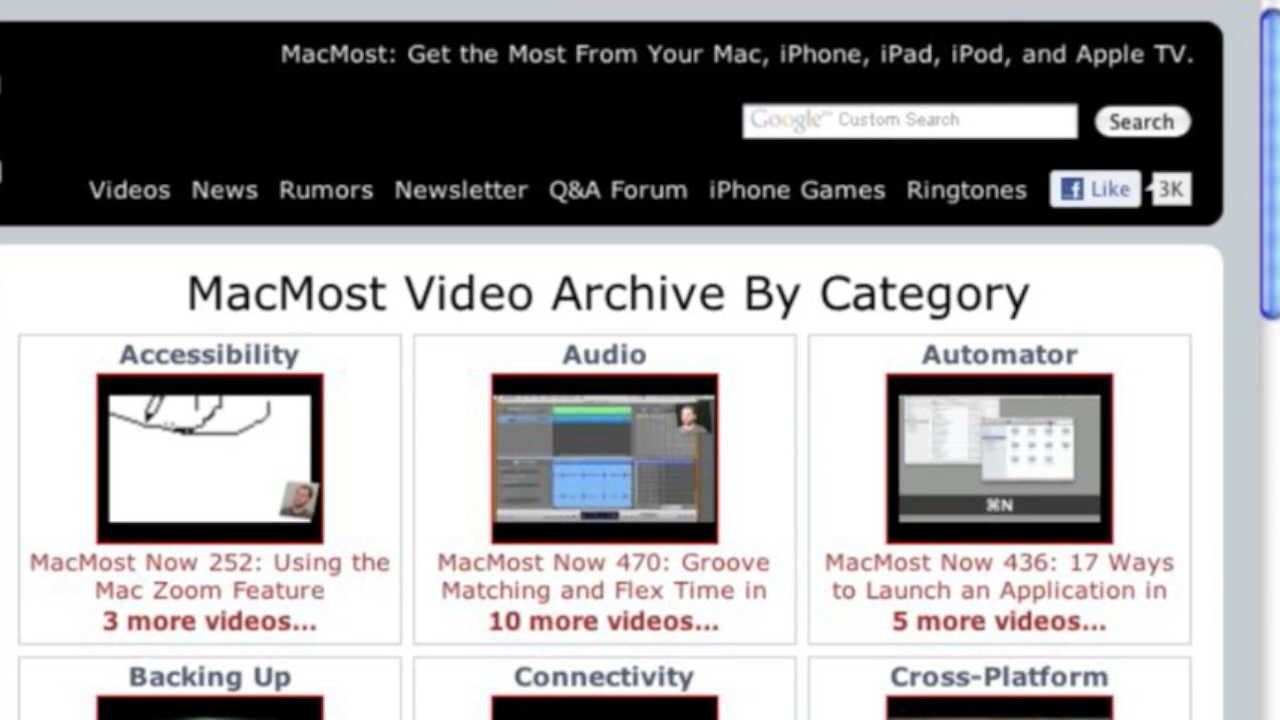 MacMost: Get the Most From Your Mac, iPhone, iPad, iPod, and Apple TV.
Google™ Custom Search
Search
Videos News Rumors Newsletter Q&A Forum iPhone Games Ringtones Like 3K
MacMost Video Archive By Category
Accessibility
MacMost Now 252: Using the
Mac Zoom Feature
3 more videos...
Audio
MacMost Now 470: Groove
Matching and Flex Time in
10 more videos...
Automator
⌘N
MacMost Now 436: 17 Ways
to Launch an Application in
5 more videos...
Backing Up
Connectivity
Cross-Platform